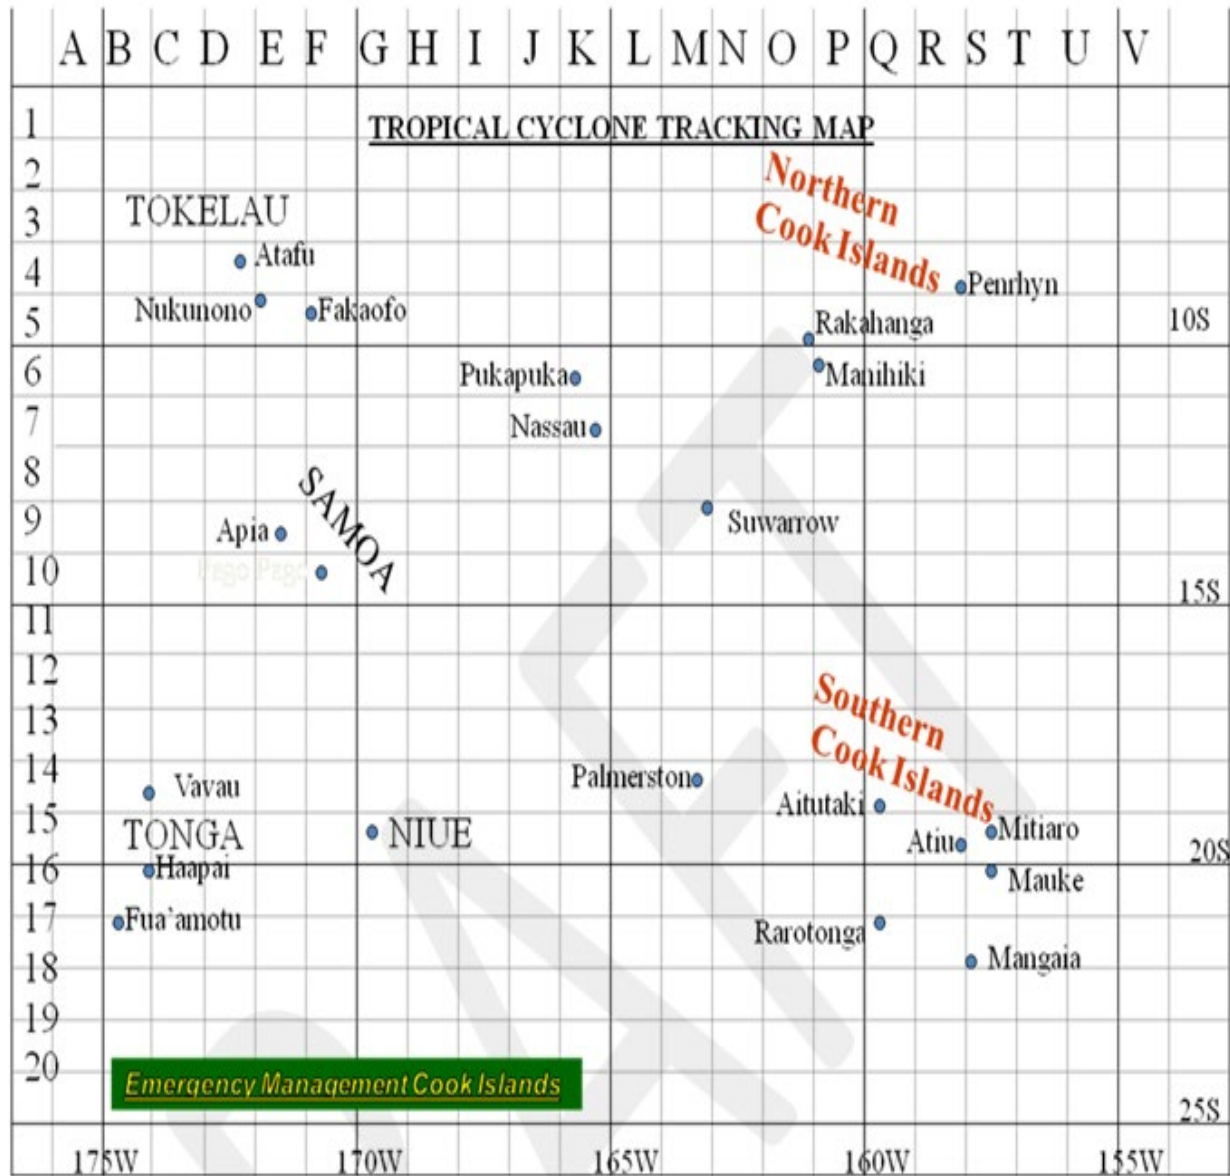 A B C D E F G H I J K L M N O P Q R S T U V
1
TROPICAL CYCLONE TRACKING MAP
2
Northern
Cook Islands
3
TOKELAU
4
Atafu
Penrhyn
Nukunono
Fakaofo
5
Rakahanga
10S
6
Pukapuka
Manihiki
7
Nassau
8
SAMOA
9
Apia
Suwarrow
10
Pago Pago
15S
11
12
Southern
Cook Islands
13
14
Vavau
Palmerston
Aitutaki
15
TONGA
NIUE
Atiu
Mitiaro
20S
16
Haapai
Mauke
17
Fua'amotu
Rarotonga
18
Mangaia
19
20
Emergency Management Cook Islands
25S
175W 170W 165W 160W 155W
DRAFT